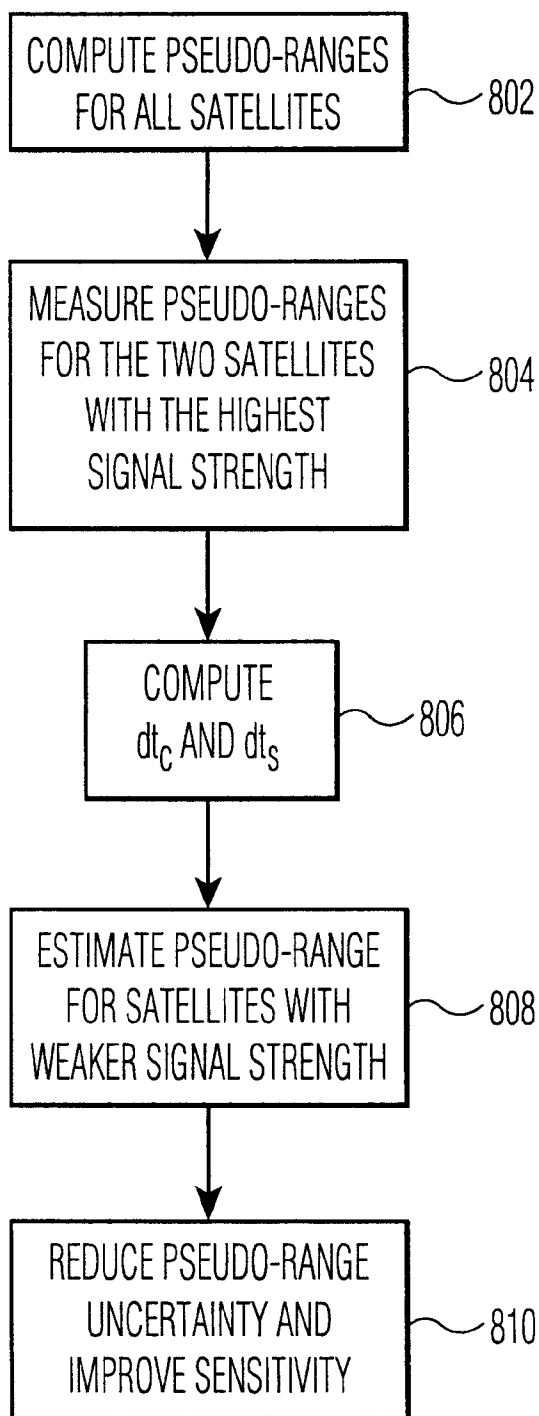 COMPUTE PSEUDO-RANGES
FOR ALL SATELLITES
802
MEASURE PSEUDO-RANGES
FOR THE TWO SATELLITES
WITH THE HIGHEST
SIGNAL STRENGTH
804
COMPUTE
dtc AND dts
806
ESTIMATE PSEUDO-RANGE
FOR SATELLITES WITH
WEAKER SIGNAL STRENGTH
808
REDUCE PSEUDO-RANGE
UNCERTAINTY AND
IMPROVE SENSITIVITY
810